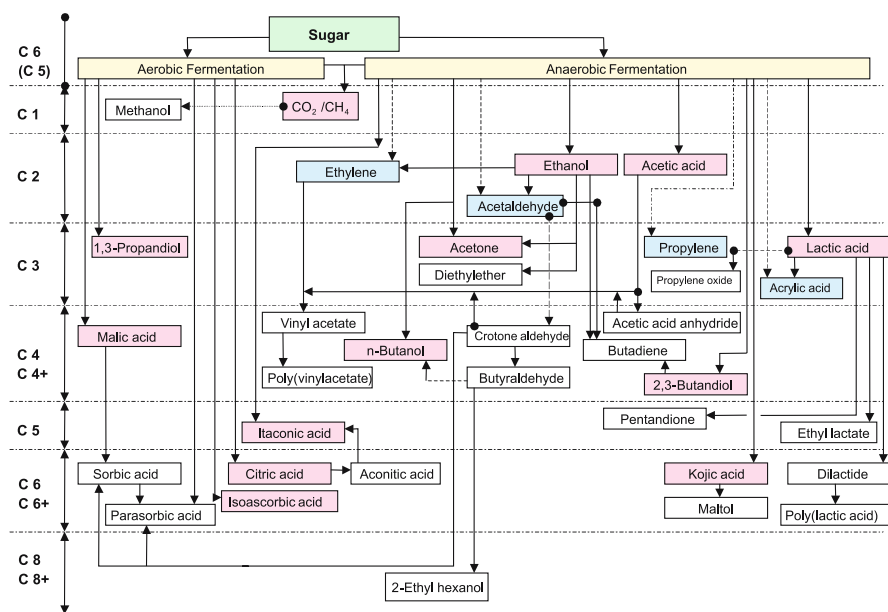 Sugar
C 6
(C 5)
Aerobic Fermentation
Anaerobic Fermentation
C 1
Methanol
CO2 /CH4
C 2
Ethylene
Ethanol
Acetic acid
Acetaldehyde
C 3
1,3-Propandiol
Acetone
Propylene
Lactic acid
Diethylether
Propylene oxide
Acrylic acid
C 4
C 4+
Vinyl acetate
Acetic acid anhydride
Malic acid
Crotone aldehyde
n-Butanol
Butadiene
Poly(vinylacetate)
Butyraldehyde
2,3-Butandiol
C 5
Pentandione
Itaconic acid
Ethyl lactate
C 6
C 6+
Sorbic acid
Citric acid
Aconitic acid
Kojic acid
Dilactide
Isoascorbic acid
Parasorbic acid
Maltol
Poly(lactic acid)
C 8
C 8+
2-Ethyl hexanol